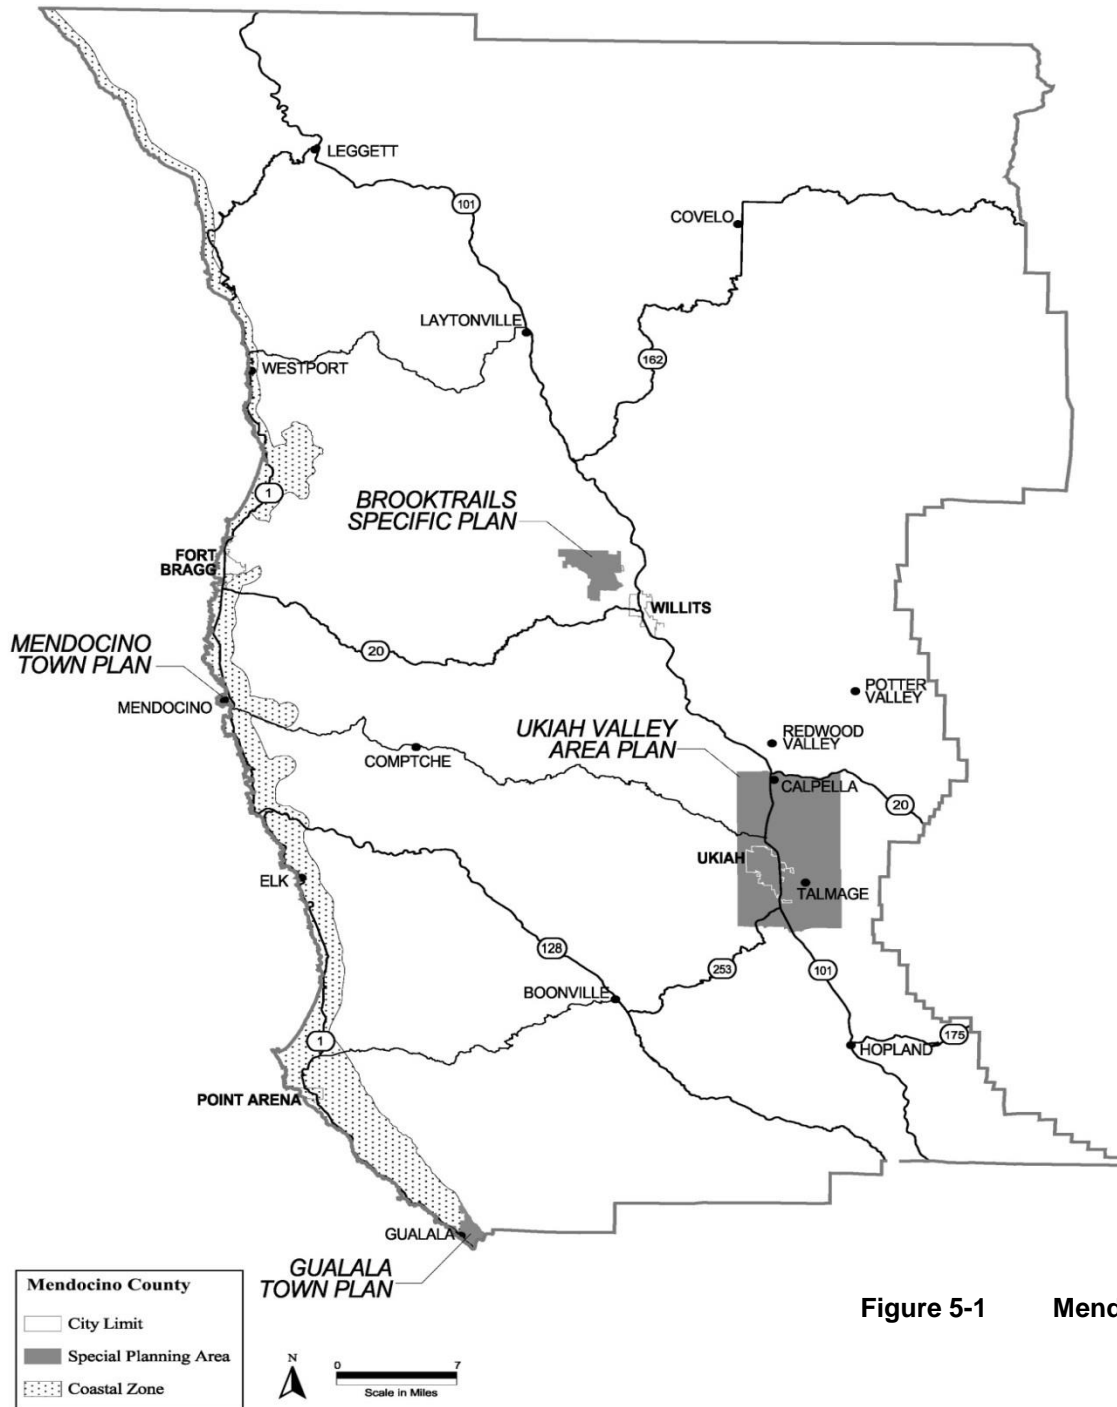 LEGGETT
101
COVELO
LAYTONVILLE
162
WESTPORT
1
BROOKTRAILS
SPECIFIC PLAN
FORT
BRAGG
WILLITS
20
MENDOCINO
TOWN PLAN
MENDOCINO
POTTER
VALLEY
REDWOOD
VALLEY
UKIAH VALLEY
AREA PLAN
COMPTCHE
CALPELLA
20
UKIAH
TALMAGE
ELK
128
253
101
BOONVILLE
1
175
HOPLAND
POINT ARENA
GUALALA
GUALALA
TOWN PLAN
Mendocino County
City Limit
Special Planning Area
Coastal Zone
N
0 7
Scale in Miles
Figure 5-1 Mend